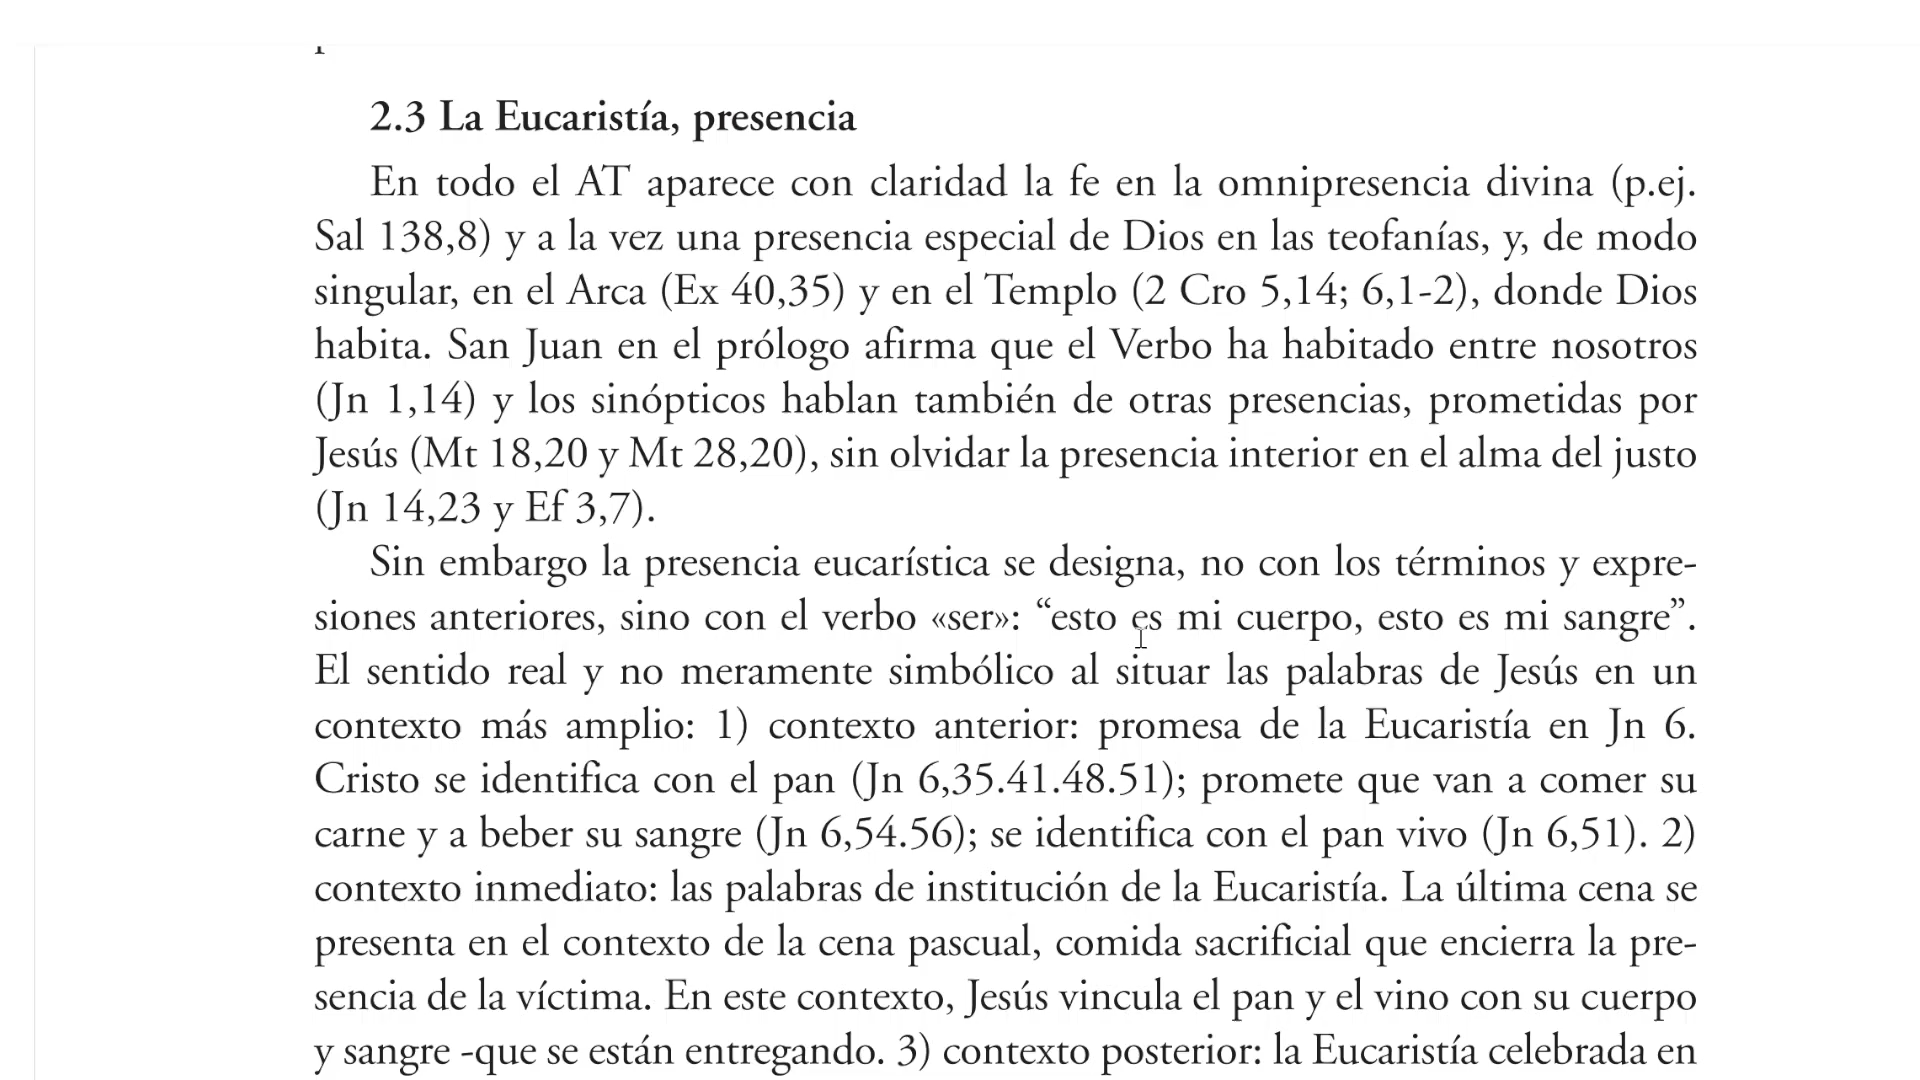 2.3 La Eucaristía, presencia
En todo el AT aparece con claridad la fe en la omnipresencia divina (p.ej.
Sal 138,8) y a la vez una presencia especial de Dios en las teofanías, y, de modo
singular, en el Arca (Ex 40,35) y en el Templo (2 Cro 5,14; 6,1-2), donde Dios
habita. San Juan en el prólogo afirma que el Verbo ha habitado entre nosotros
(Jn 1,14) y los sinópticos hablan también de otras presencias, prometidas por
Jesús (Mt 18,20 y Mt 28,20), sin olvidar la presencia interior en el alma del justo
(Jn 14,23 y Ef 3,7).
Sin embargo la presencia eucarística se designa, no con los términos y expre-
siones anteriores, sino con el verbo «ser»: “esto es mi cuerpo, esto es mi sangre”.
El sentido real y no meramente simbólico al situar las palabras de Jesús en un
contexto más amplio: 1) contexto anterior: promesa de la Eucaristía en Jn 6.
Cristo se identifica con el pan (Jn 6,35.41.48.51); promete que van a comer su
carne y a beber su sangre (Jn 6,54.56); se identifica con el pan vivo (Jn 6,51). 2)
contexto inmediato: las palabras de institución de la Eucaristía. La última cena se
presenta en el contexto de la cena pascual, comida sacrificial que encierra la pre-
sencia de la víctima. En este contexto, Jesús vincula el pan y el vino con su cuerpo
y sangre -que se están entregando. 3) contexto posterior: la Eucaristía celebrada en